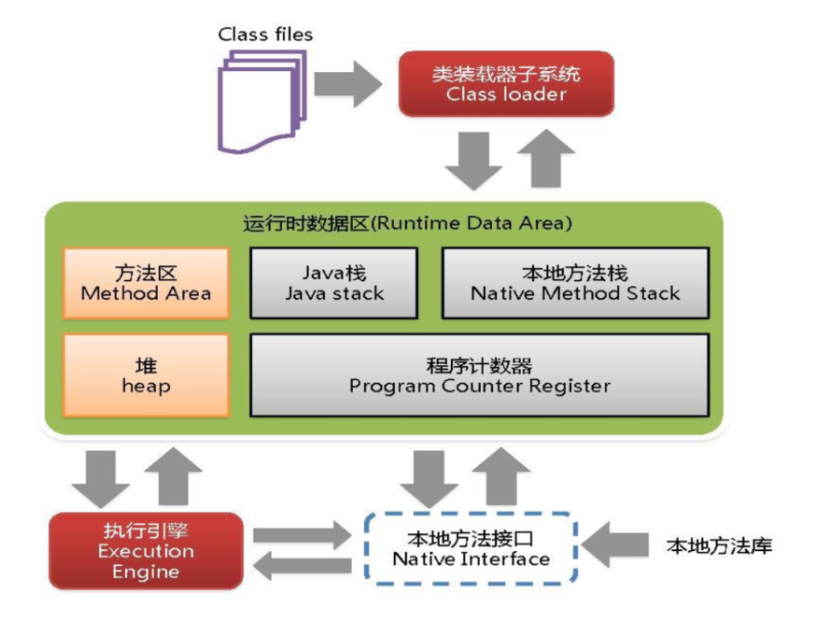 Class files
类装载器子系统
Class loader
运行时数据区(Runtime Data Area)
方法区
Method Area
Java栈
Java stack
本地方法栈
Native Method Stack
堆
heap
程序计数器
Program Counter Register
执行引擎
Execution
Engine
本地方法接口
Native Interface
本地方法库